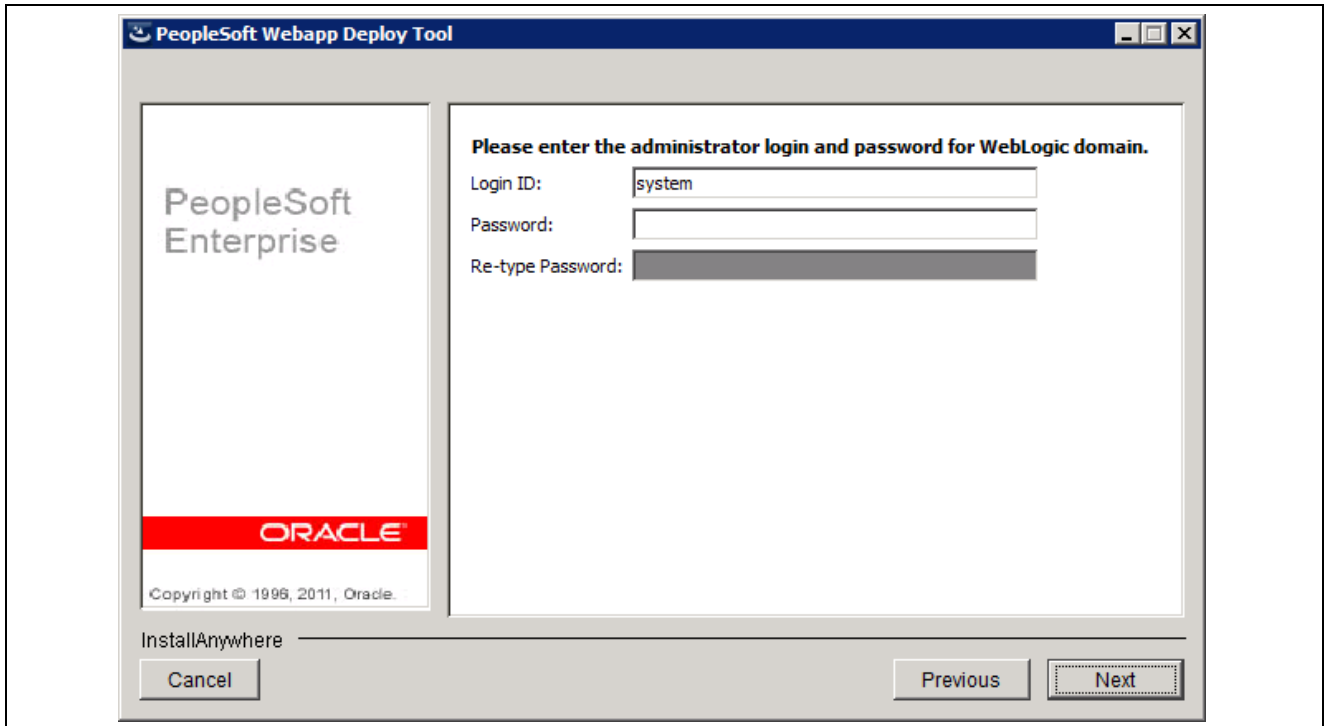 PeopleSoft Webapp Deploy Tool
PeopleSoft
Enterprise
ORACLE
Copyright © 1996, 2011, Oracle.
Please enter the administrator login and password for WebLogic domain.
Login ID: system
Password:
Re-type Password:
InstallAnywhere
Cancel Previous Next